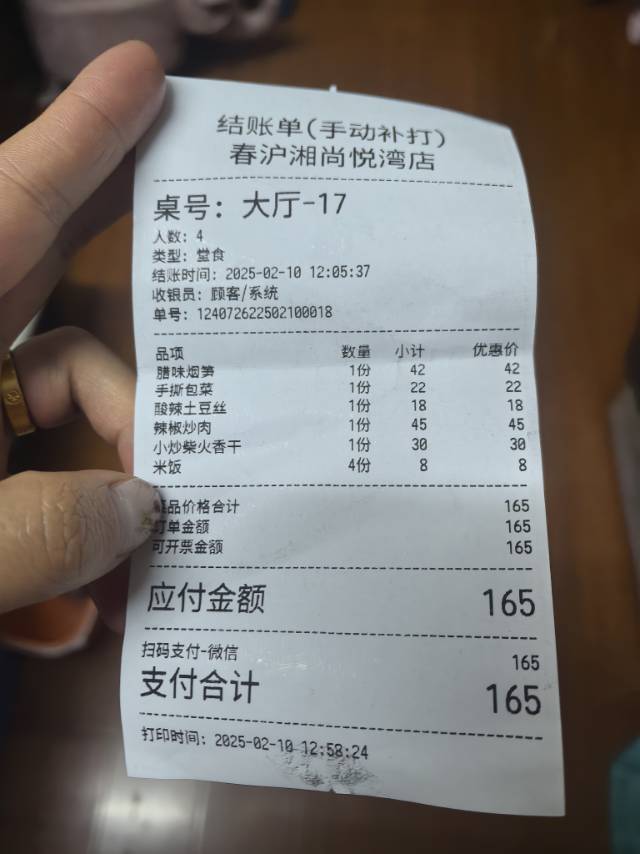 结账单(手动补打)
春沪湘尚悦湾店
桌号: 大厅-17
人数: 4
类型: 堂食
结账时间: 2025-02-10 12:05:37
收银员: 顾客/系统
单号: 124072622502100018
品项 数量 小计 优惠价
腊味烟笋 1份 42 42
手撕包菜 1份 22 22
酸辣土豆丝 1份 18 18
辣椒炒肉 1份 45 45
小炒柴火香干 1份 30 30
米饭 4份 8 8
品价格合计 165
订单金额 165
可开票金额 165
应付金额 165
扫码支付-微信 165
支付合计 165
打印时间: 2025-02-10 12:58:24